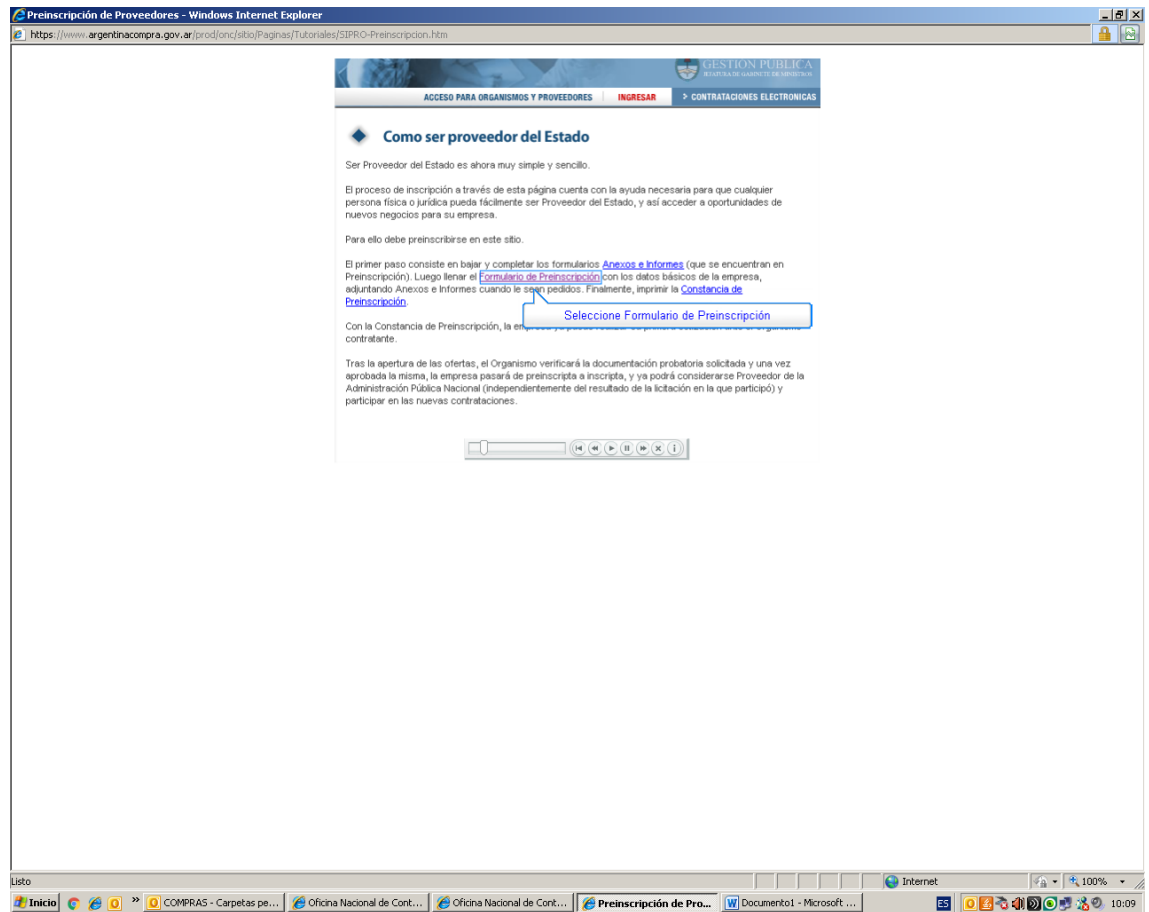 Preinscripción de Proveedores - Windows Internet Explorer
https://www.argentinacompra.gov.ar/prod/onc/sitio/Paginas/Tutoriales/SIPRO-Preinscripcion.htm
GESTION PUBLICA
JEFATURA DE GABINETE DE MINISTROS
ACCESO PARA ORGANISMOS Y PROVEEDORES INGRESAR > CONTRATACIONES ELECTRONICAS
Como ser proveedor del Estado
Ser Proveedor del Estado es ahora muy simple y sencillo.
El proceso de inscripción a través de esta página cuenta con la ayuda necesaria para que cualquier
persona física o jurídica pueda fácilmente ser Proveedor del Estado, y así acceder a oportunidades de
nuevos negocios para su empresa.
Para ello debe preinscribirse en este sitio.
El primer paso consiste en bajar y completar los formularios Anexos e Informes (que se encuentran en
Preinscripción). Luego llenar el Formulario de Preinscripción con los datos básicos de la empresa,
adjuntando Anexos e Informes cuando le sean pedidos. Finalmente, imprimir la Constancia de
Preinscripción.
Seleccione Formulario de Preinscripción
Con la Constancia de Preinscripción, la
contratante.
Tras la apertura de las ofertas, el Organismo verificará la documentación probatoria solicitada y una vez
aprobada la misma, la empresa pasará de preinscripta a inscripta, y ya podrá considerarse Proveedor de la
Administración Pública Nacional (independientemente del resultado de la licitación en la que participó) y
participar en las nuevas contrataciones.
Listo Internet 100%
Inicio » COMPRAS - Carpetas pe... Oficina Nacional de Cont... Oficina Nacional de Cont... Preinscripción de Pro... Documento1 - Microsoft ... ES 10:09